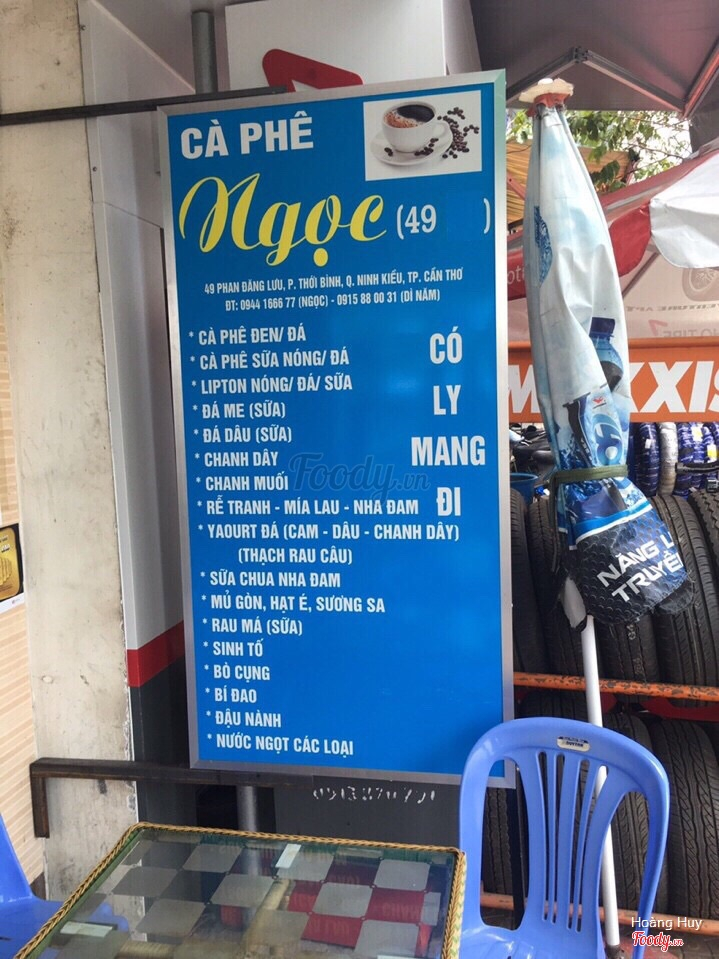 CÀ PHÊ
Ngọc (49 )
49 PHAN ĐĂNG LƯU, P. THỚI BÌNH, Q. NINH KIỀU, TP. CẦN THƠ
ĐT: 0944 1666 77 (NGỌC) - 0915 88 00 31 (DÌ NĂM)
* CÀ PHÊ ĐEN/ ĐÁ
* CÀ PHÊ SỮA NÓNG/ ĐÁ
* LIPTON NÓNG/ ĐÁ/ SỮA
* ĐÁ ME (SỮA)
* ĐÁ DÂU (SỮA)
* CHANH DÂY
* CHANH MUỐI
* RỄ TRANH - MÍA LAU - NHA ĐAM
* YAOURT ĐÁ (CAM - DÂU - CHANH DÂY)
(THẠCH RAU CÂU)
* SỮA CHUA NHA ĐAM
* MỦ GÒN, HẠT É, SƯƠNG SA
* RAU MÁ (SỮA)
* SINH TỐ
* BÒ CỤNG
* BÍ ĐAO
* ĐẬU NÀNH
* NƯỚC NGỌT CÁC LOẠI
CÓ
LY
MANG
ĐI
Foody.vn
NĂNG L
TRUYỀ
Hoàng Huy
Foody.vn